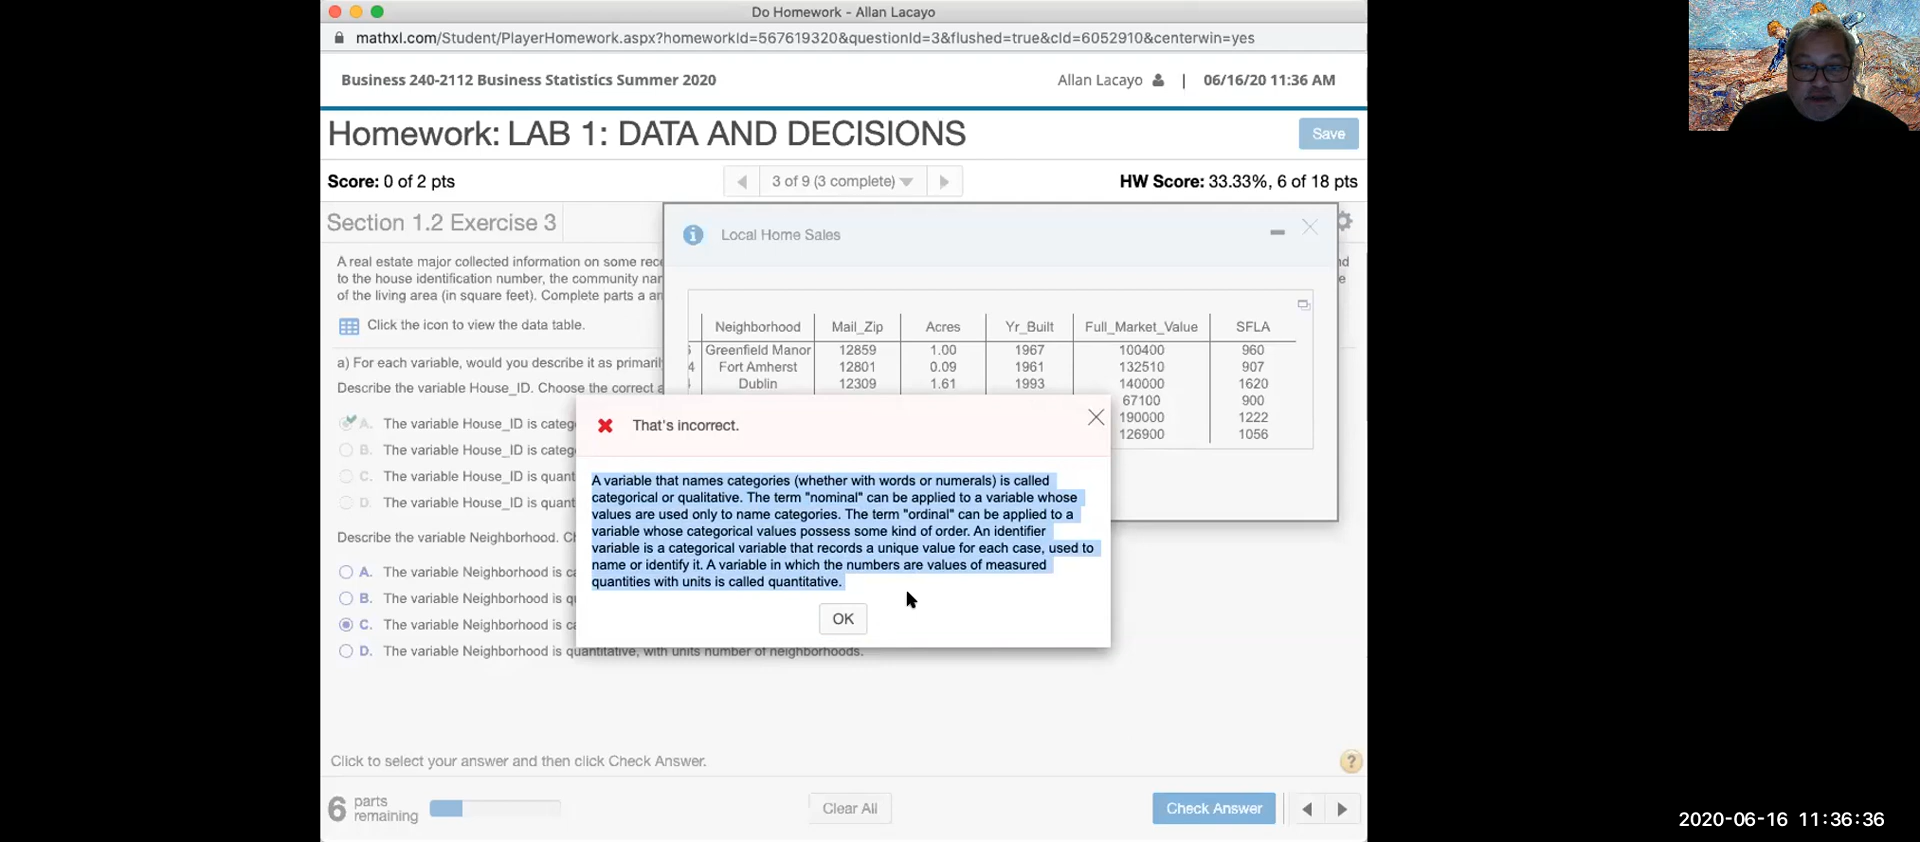 Do Homework - Allan Lacayo
mathxl.com/Student/PlayerHomework.aspx?homeworkId=567619320&questionId=3&flushed=true&cId=6052910&centerwin=yes
Business 240-2112 Business Statistics Summer 2020
Allan Lacayo | 06/16/20 11:36 AM
Homework: LAB 1: DATA AND DECISIONS
Save
Score: 0 of 2 pts
3 of 9 (3 complete)
HW Score: 33.33%, 6 of 18 pts
Section 1.2 Exercise 3
A real estate major collected information on some rece
to the house identification number, the community nar
of the living area (in square feet). Complete parts a ar
Click the icon to view the data table.
a) For each variable, would you describe it as primaril
Describe the variable House_ID. Choose the correct a
A. The variable House_ID is categ
B. The variable House_ID is categ
C. The variable House_ID is quant
D. The variable House_ID is quant
Describe the variable Neighborhood. Ch
A. The variable Neighborhood is ca
B. The variable Neighborhood is qu
C. The variable Neighborhood is ca
D. The variable Neighborhood is quantitative, with units number of neighborhoods.
Local Home Sales
Neighborhood Mail_Zip Acres Yr_Built Full_Market_Value SFLA
Greenfield Manor 12859 1.00 1967 100400 960
4 Fort Amherst 12801 0.09 1961 132510 907
Dublin 12309 1.61 1993 140000 1620
67100 900
190000 1222
126900 1056
That's incorrect.
A variable that names categories (whether with words or numerals) is called
categorical or qualitative. The term "nominal" can be applied to a variable whose
values are used only to name categories. The term "ordinal" can be applied to a
variable whose categorical values possess some kind of order. An identifier
variable is a categorical variable that records a unique value for each case, used to
name or identify it. A variable in which the numbers are values of measured
quantities with units is called quantitative.
OK
Click to select your answer and then click Check Answer.
?
6 parts
remaining
Clear All
Check Answer
2020-06-16 11:36:36